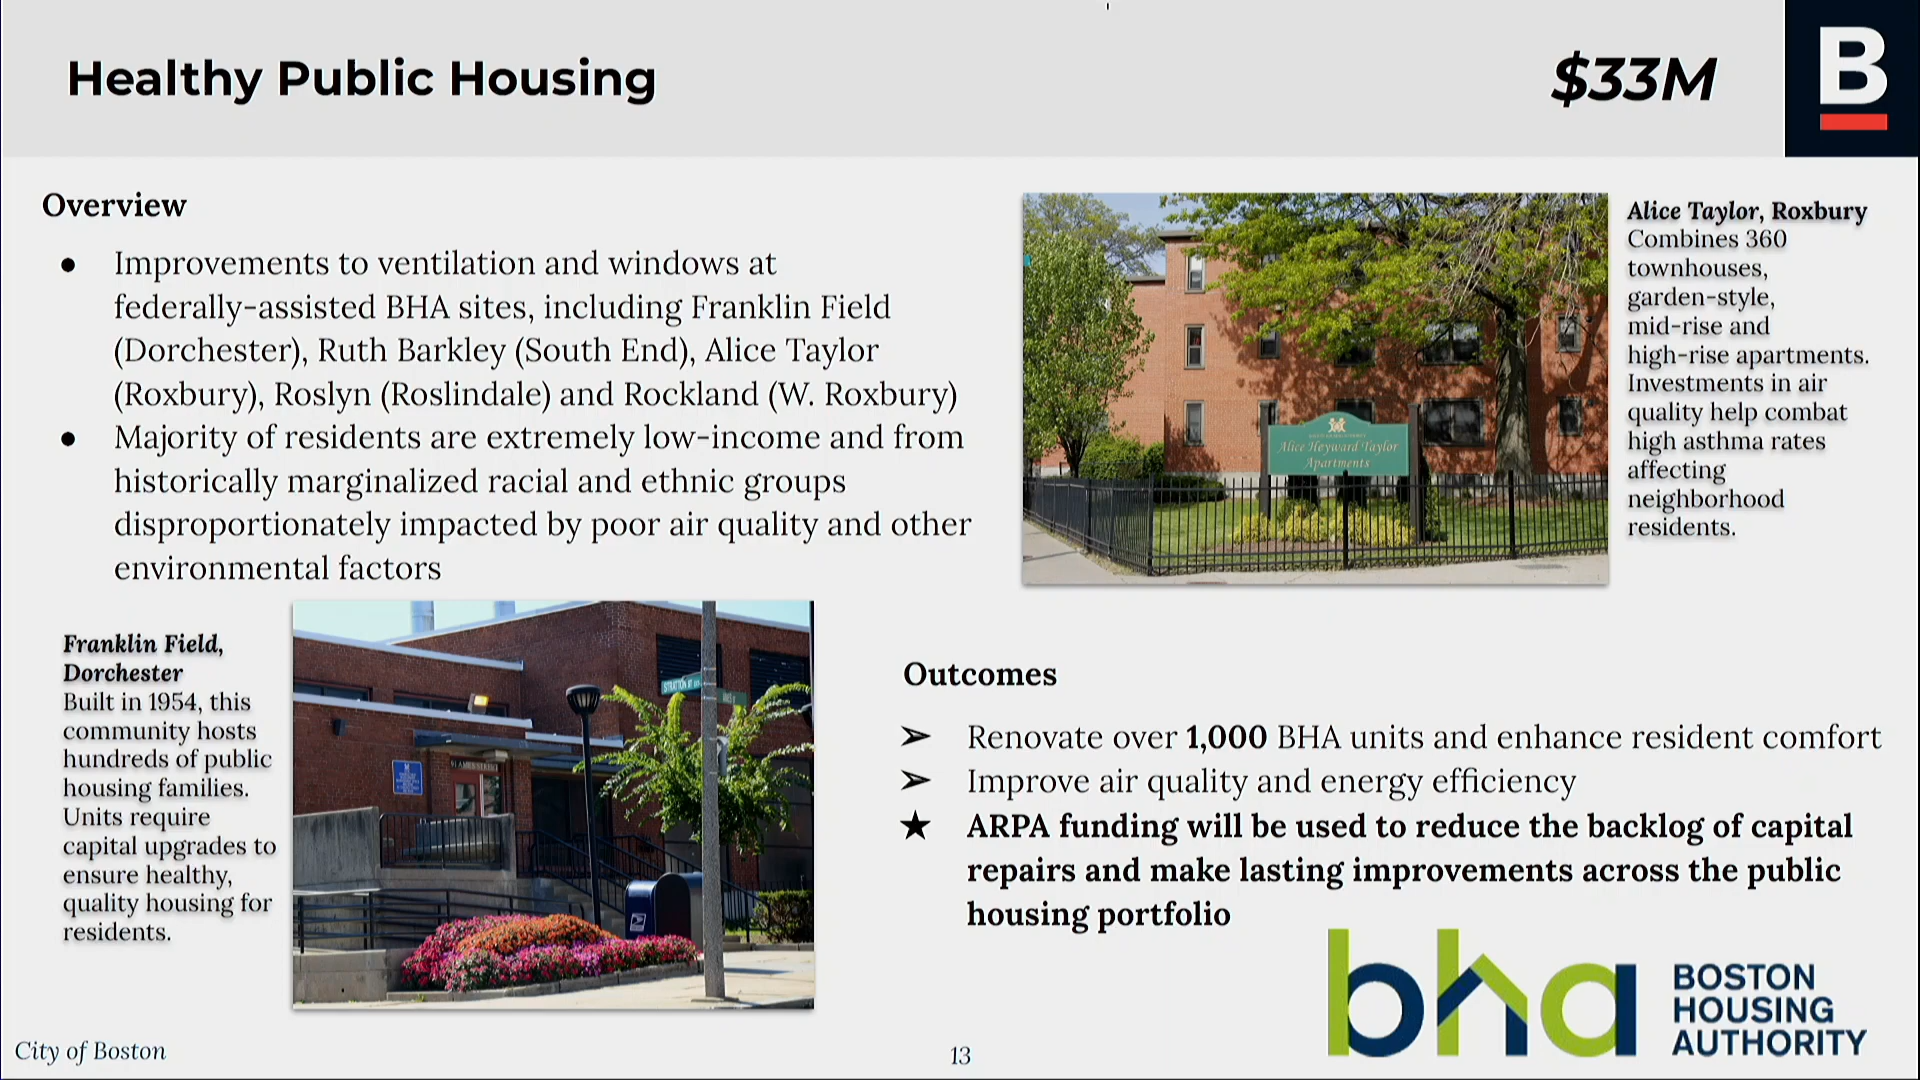 Healthy Public Housing
$33M
B
Overview
● Improvements to ventilation and windows at
federally-assisted BHA sites, including Franklin Field
(Dorchester), Ruth Barkley (South End), Alice Taylor
(Roxbury), Roslyn (Roslindale) and Rockland (W. Roxbury)
● Majority of residents are extremely low-income and from
historically marginalized racial and ethnic groups
disproportionately impacted by poor air quality and other
environmental factors
Alice Heyward Taylor
Apartments
Alice Taylor, Roxbury
Combines 360
townhouses,
garden-style,
mid-rise and
high-rise apartments.
Investments in air
quality help combat
high asthma rates
affecting
neighborhood
residents.
Franklin Field,
Dorchester
Built in 1954, this
community hosts
hundreds of public
housing families.
Units require
capital upgrades to
ensure healthy,
quality housing for
residents.
STRATTON ST
Outcomes
➢ Renovate over 1,000 BHA units and enhance resident comfort
➢ Improve air quality and energy efficiency
★ ARPA funding will be used to reduce the backlog of capital
repairs and make lasting improvements across the public
housing portfolio
bha
BOSTON
HOUSING
AUTHORITY
City of Boston
13